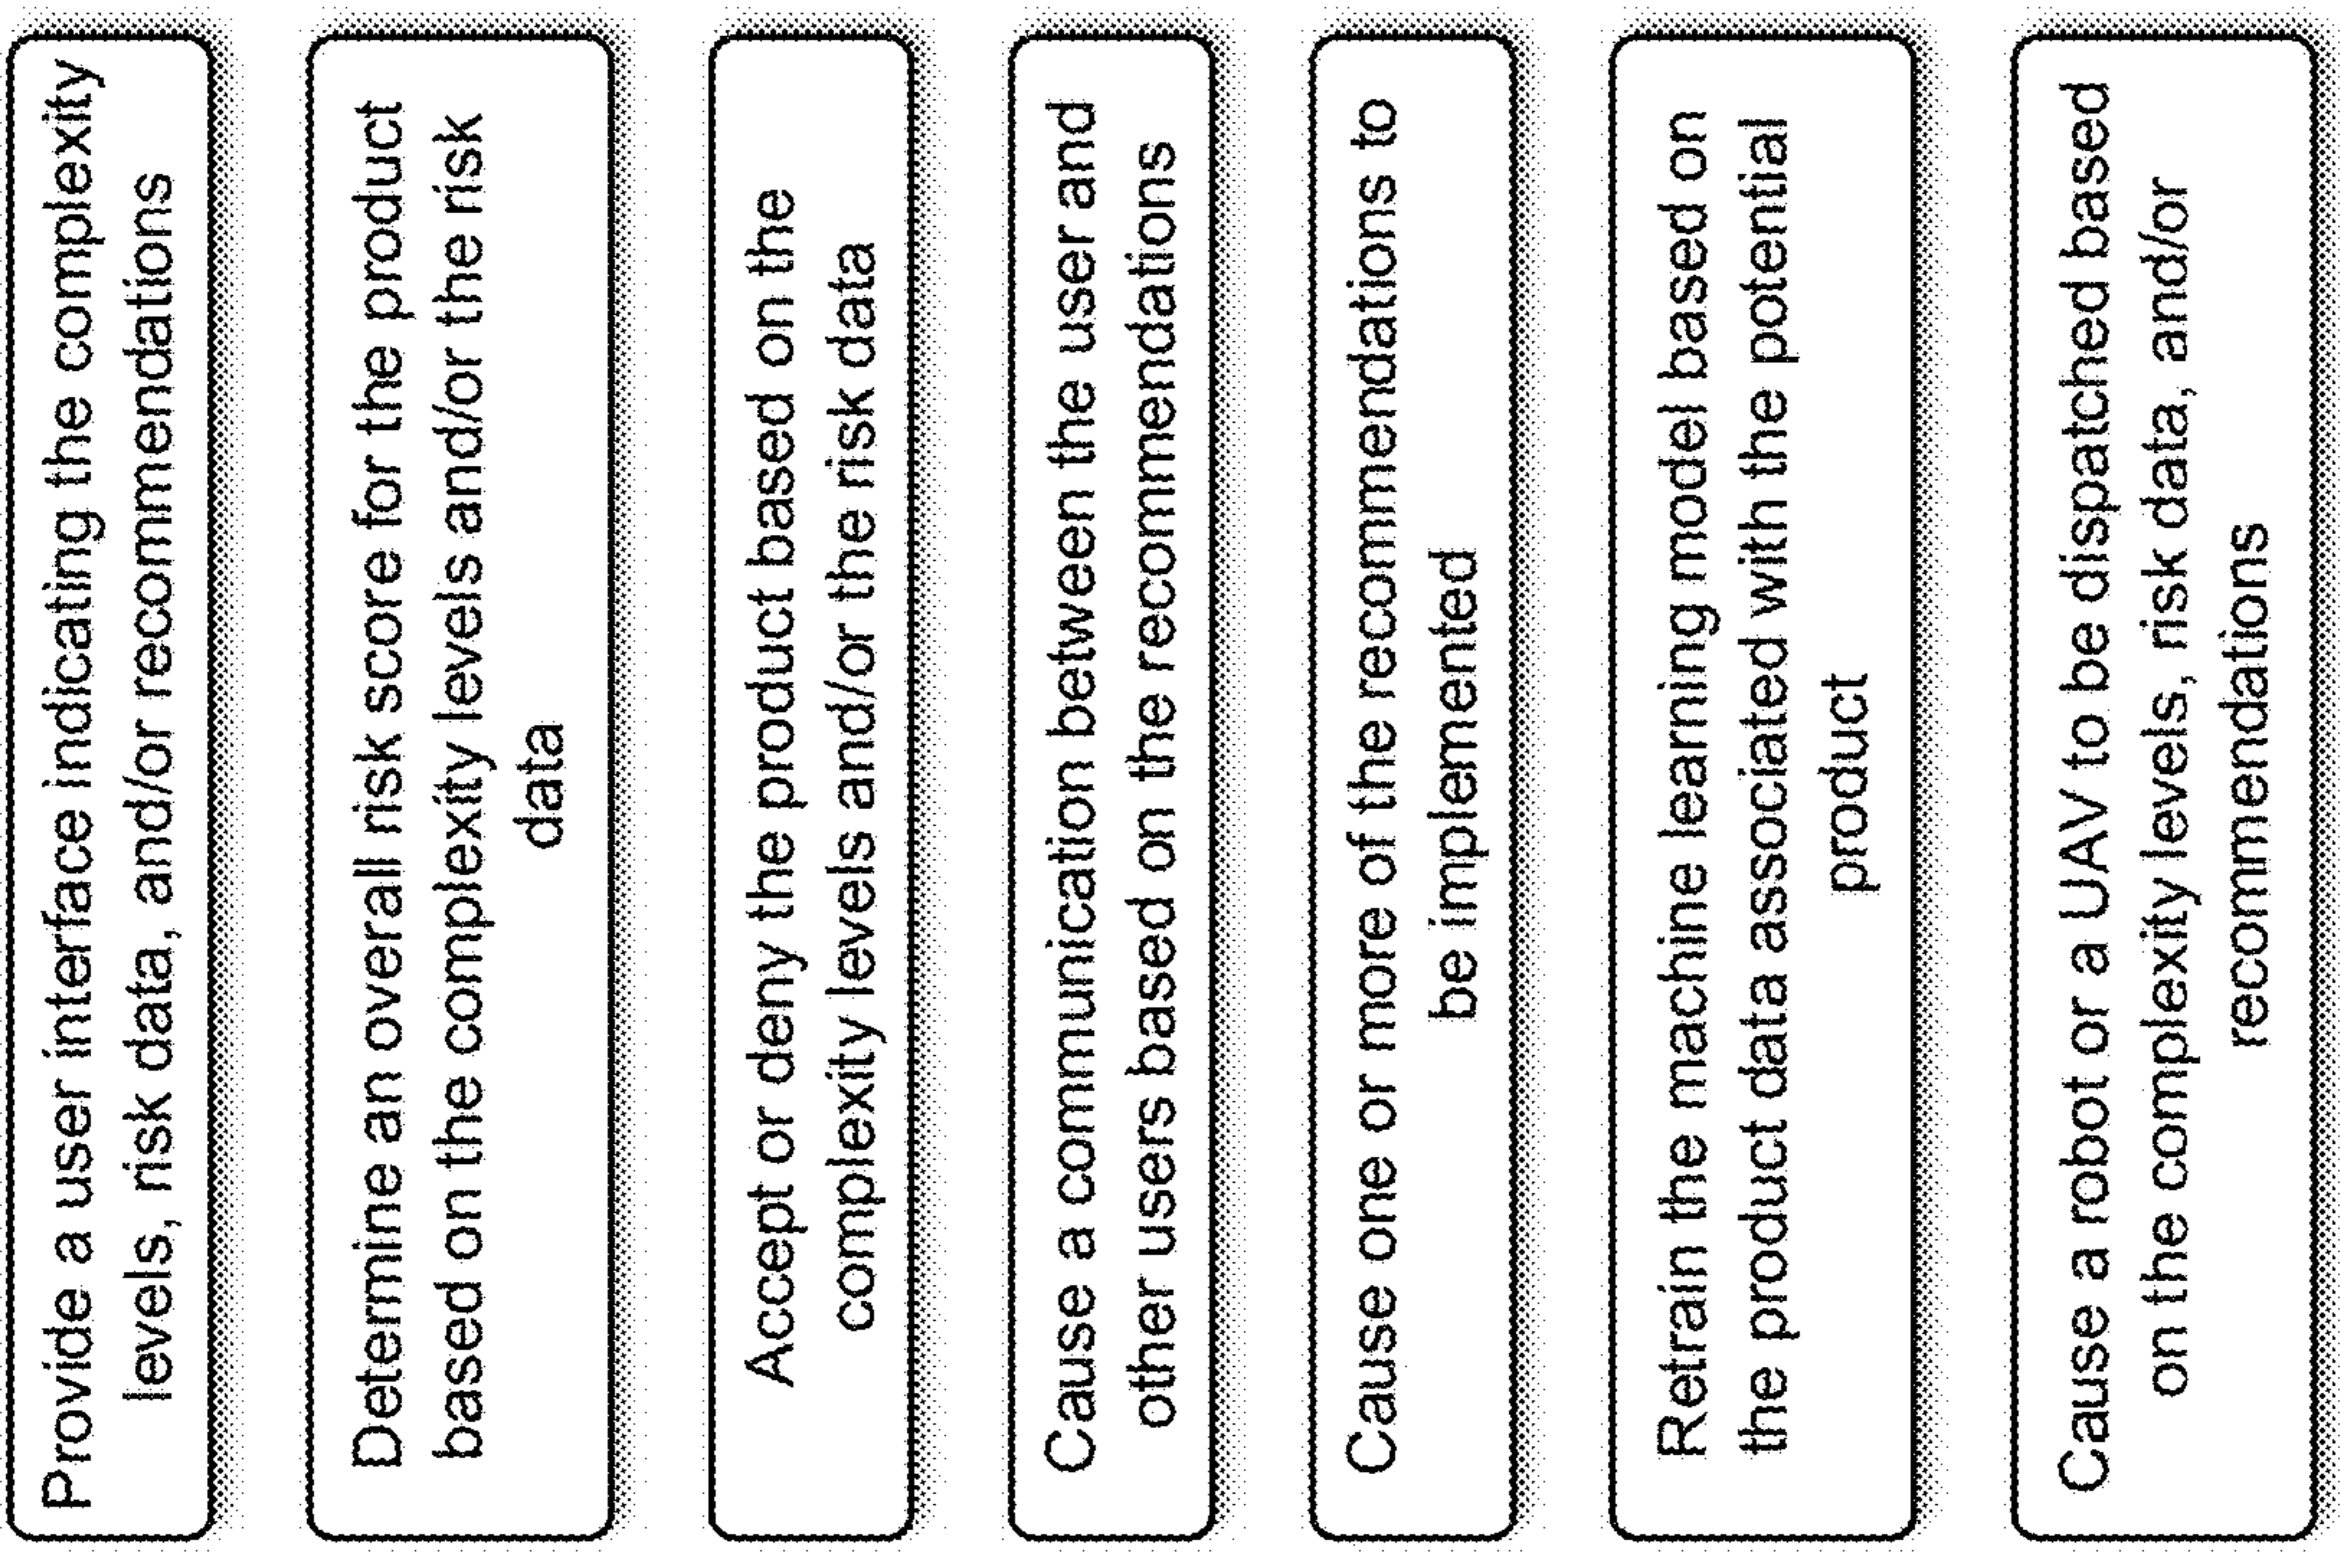 Provide a user interface indicating the complexity
levels, risk data, and/or recommendations
Determine an overall risk score for the product
based on the complexity levels and/or the risk
data
Accept or deny the product based on the
complexity levels and/or the risk data
Cause a communication between the user and
other users based on the recommendations
Cause one or more of the recommendations to
be implemented
Retrain the machine learning model based on
the product data associated with the potential
product
Cause a robot or a UAV to be dispatched based
on the complexity levels, risk data, and/or
recommendations